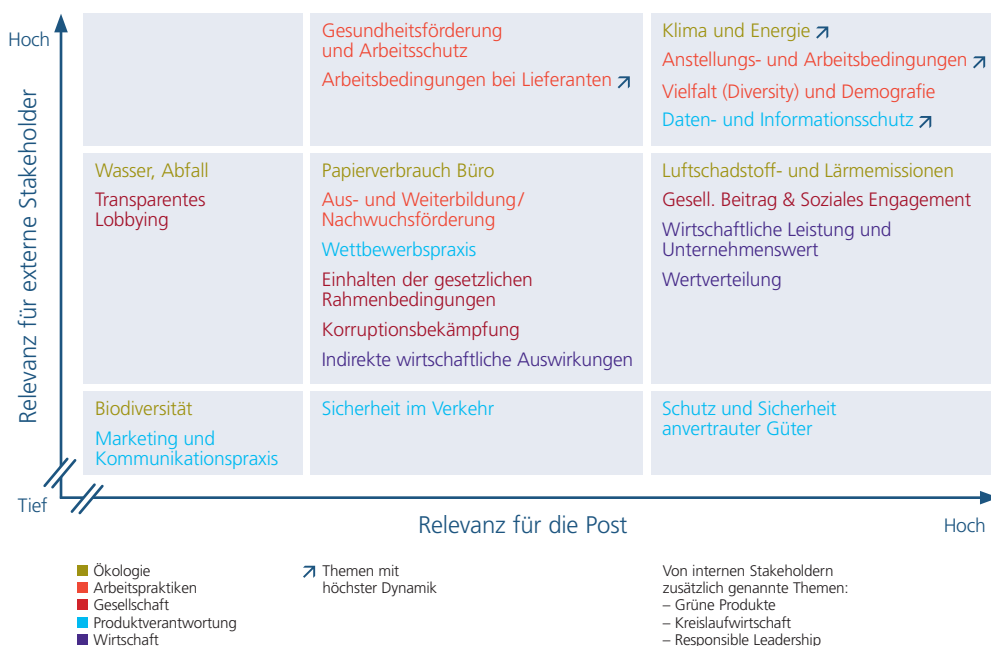 Hoch
Relevanz für externe Stakeholder
Tief
Gesundheitsförderung
und Arbeitsschutz
Arbeitsbedingungen bei Lieferanten
Klima und Energie
Anstellungs- und Arbeitsbedingungen
Vielfalt (Diversity) und Demografie
Daten- und Informationsschutz
Wasser, Abfall
Transparentes
Lobbying
Papierverbrauch Büro
Aus- und Weiterbildung/
Nachwuchsförderung
Wettbewerbspraxis
Einhalten der gesetzlichen
Rahmenbedingungen
Korruptionsbekämpfung
Indirekte wirtschaftliche Auswirkungen
Luftschadstoff- und Lärmemissionen
Gesell. Beitrag & Soziales Engagement
Wirtschaftliche Leistung und
Unternehmenswert
Wertverteilung
Biodiversität
Marketing und
Kommunikationspraxis
Sicherheit im Verkehr
Schutz und Sicherheit
anvertrauter Güter
Relevanz für die Post
Hoch
Ökologie
Arbeitspraktiken
Gesellschaft
Produktverantwortung
Wirtschaft
Themen mit
höchster Dynamik
Von internen Stakeholdern
zusätzlich genannte Themen:
– Grüne Produkte
– Kreislaufwirtschaft
– Responsible Leadership